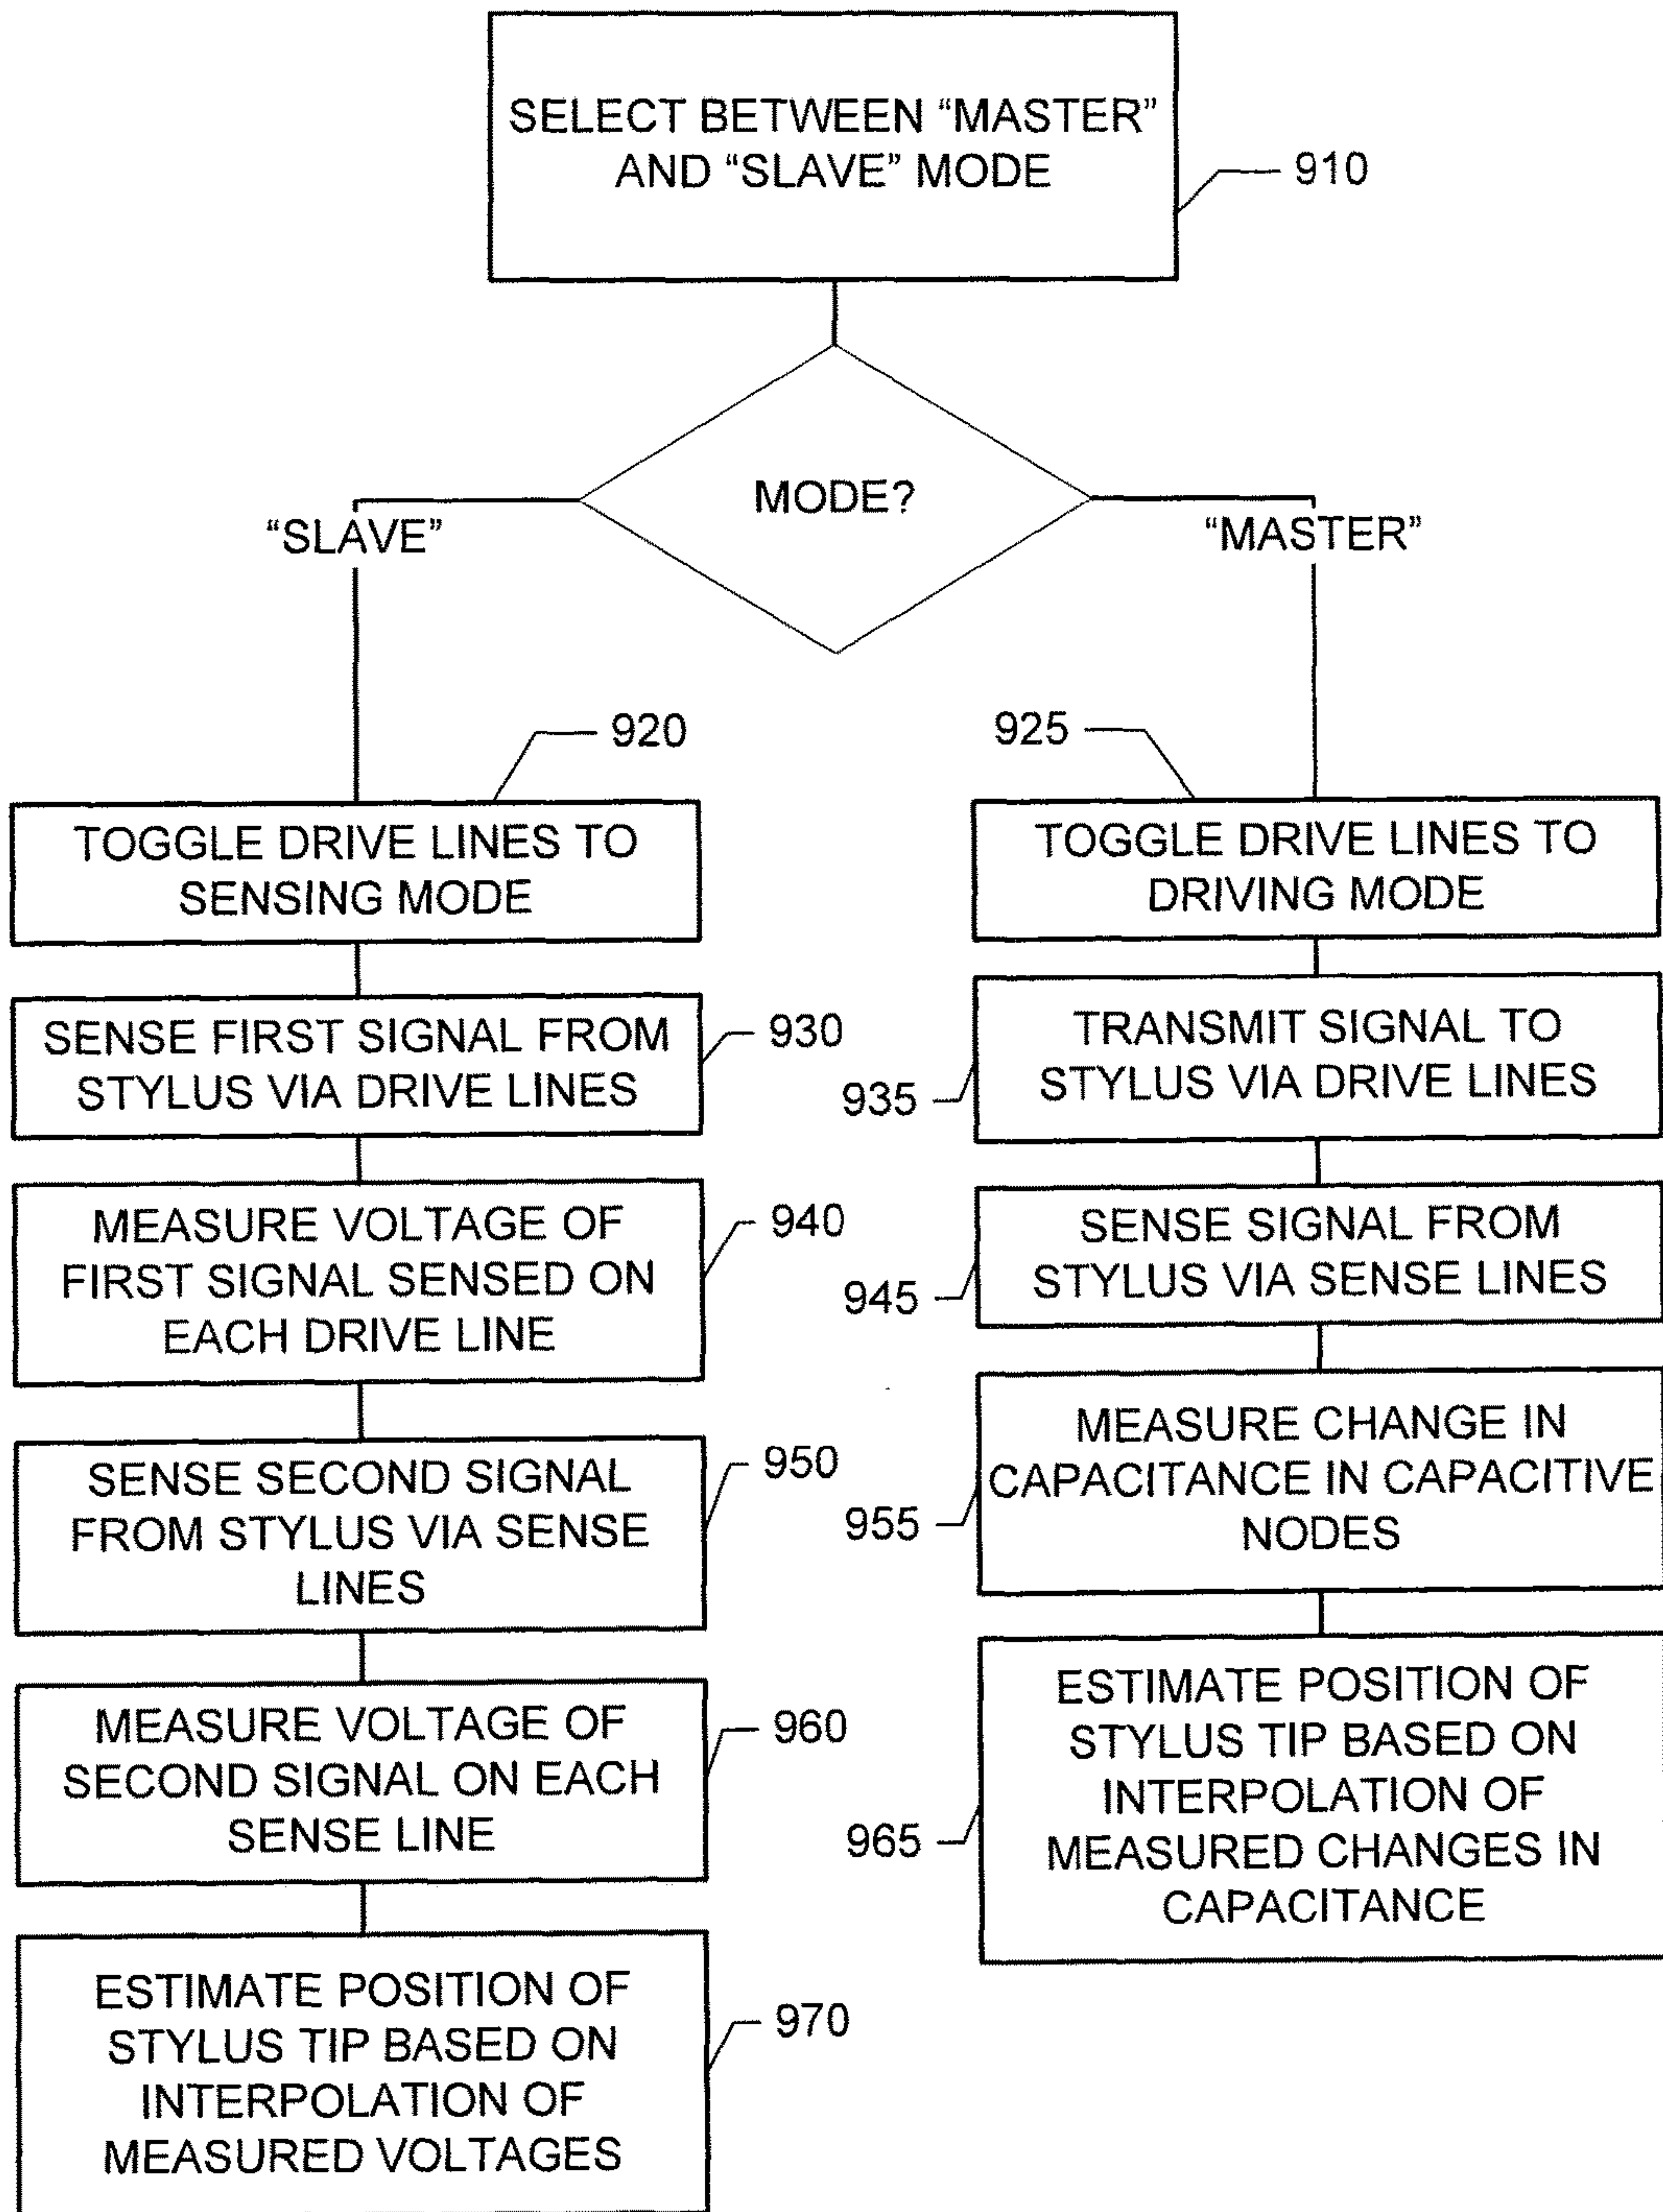 SELECT BETWEEN “MASTER”
AND “SLAVE” MODE
910
MODE?
“SLAVE”
“MASTER”
920
TOGGLE DRIVE LINES TO
SENSING MODE
SENSE FIRST SIGNAL FROM
STYLUS VIA DRIVE LINES
930
MEASURE VOLTAGE OF
FIRST SIGNAL SENSED ON
EACH DRIVE LINE
940
SENSE SECOND SIGNAL
FROM STYLUS VIA SENSE
LINES
950
MEASURE VOLTAGE OF
SECOND SIGNAL ON EACH
SENSE LINE
960
ESTIMATE POSITION OF
STYLUS TIP BASED ON
INTERPOLATION OF
MEASURED VOLTAGES
970
925
TOGGLE DRIVE LINES TO
DRIVING MODE
TRANSMIT SIGNAL TO
STYLUS VIA DRIVE LINES
935
SENSE SIGNAL FROM
STYLUS VIA SENSE LINES
945
MEASURE CHANGE IN
CAPACITANCE IN CAPACITIVE
NODES
955
ESTIMATE POSITION OF
STYLUS TIP BASED ON
INTERPOLATION OF
MEASURED CHANGES IN
CAPACITANCE
965